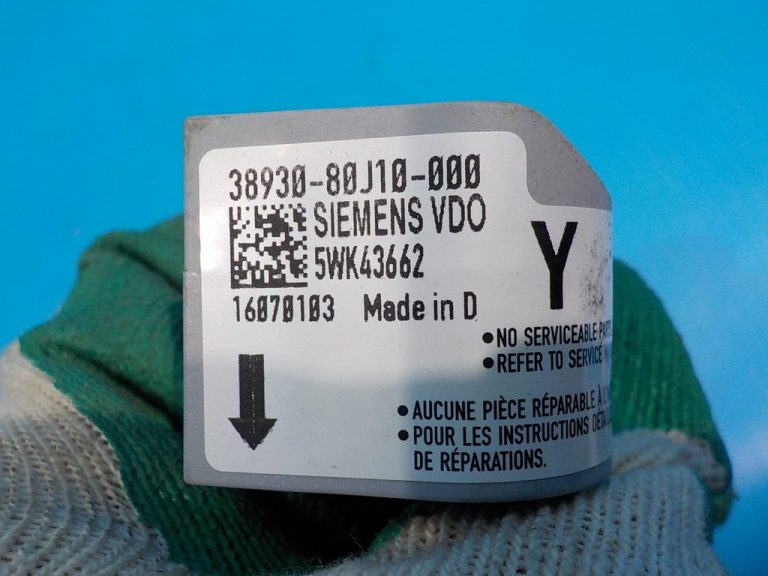 38930-80J10-000
SIEMENS VDO
5WK43662
16070103 Made in D
Y
•NO SERVICEABLE
•REFER TO SERVICE
•AUCUNE PIÈCE RÉPARABLE À
•POUR LES INSTRUCTIONS
DE RÉPARATIONS.